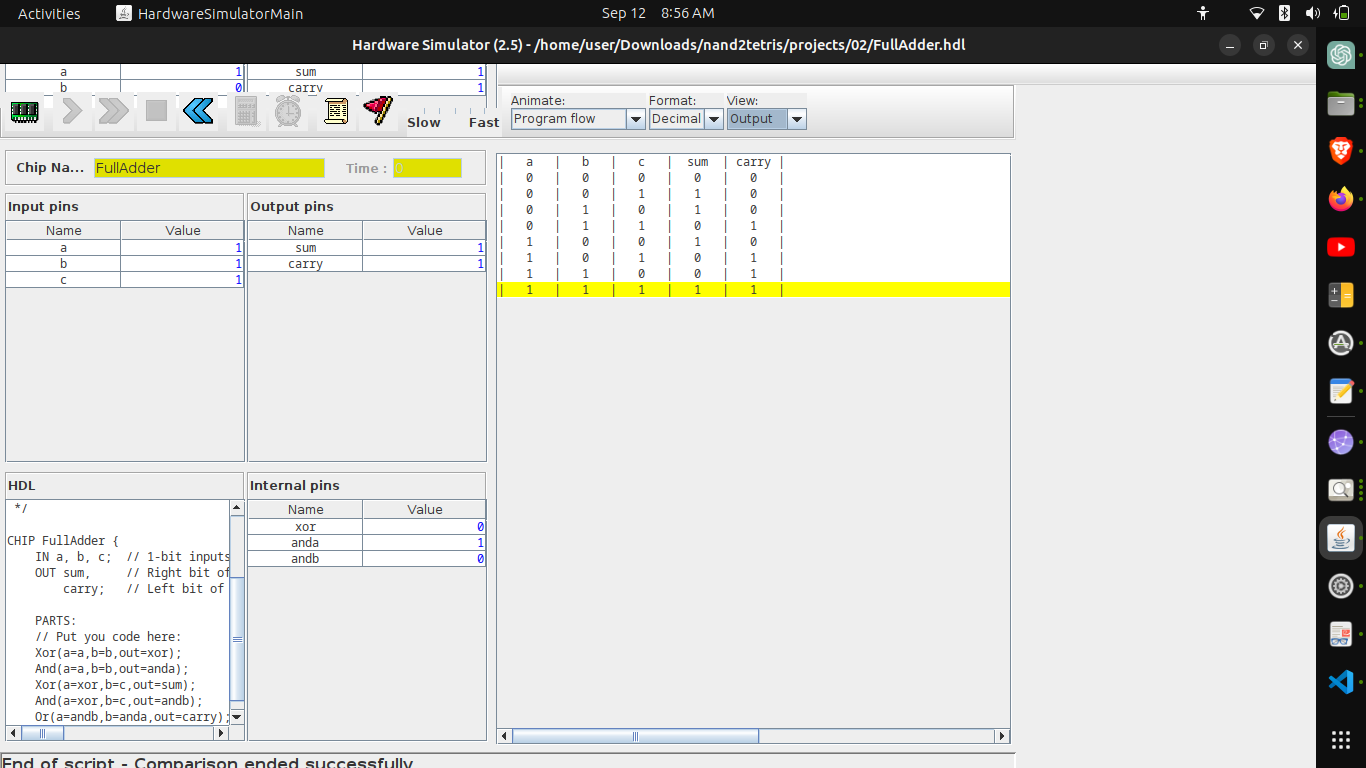 Activities HardwareSimulatorMain Sep 12 8:56 AM
Hardware Simulator (2.5) - /home/user/Downloads/nand2tetris/projects/02/FullAdder.hdl
a 1 sum 1
b 0 carry 1
Slow Fast
Animate: Format: View:
Program flow Decimal Output
Chip Na... FullAdder Time : 0
Input pins
Name Value
a 1
b 1
c 1
Output pins
Name Value
sum 1
carry 1
| a | b | c | sum | carry |
| 0 | 0 | 0 | 0 | 0 |
| 0 | 0 | 1 | 1 | 0 |
| 0 | 1 | 0 | 1 | 0 |
| 0 | 1 | 1 | 0 | 1 |
| 1 | 0 | 0 | 1 | 0 |
| 1 | 0 | 1 | 0 | 1 |
| 1 | 1 | 0 | 0 | 1 |
| 1 | 1 | 1 | 1 | 1 |
HDL
*/
CHIP FullAdder {
IN a, b, c; // 1-bit inputs
OUT sum, // Right bit of
carry; // Left bit of
PARTS:
// Put you code here:
Xor(a=a,b=b,out=xor);
And(a=a,b=b,out=anda);
Xor(a=xor,b=c,out=sum);
And(a=xor,b=c,out=andb);
Or(a=andb,b=anda,out=carry);
Internal pins
Name Value
xor 0
anda 1
andb 0
End of script - Comparison ended successfully